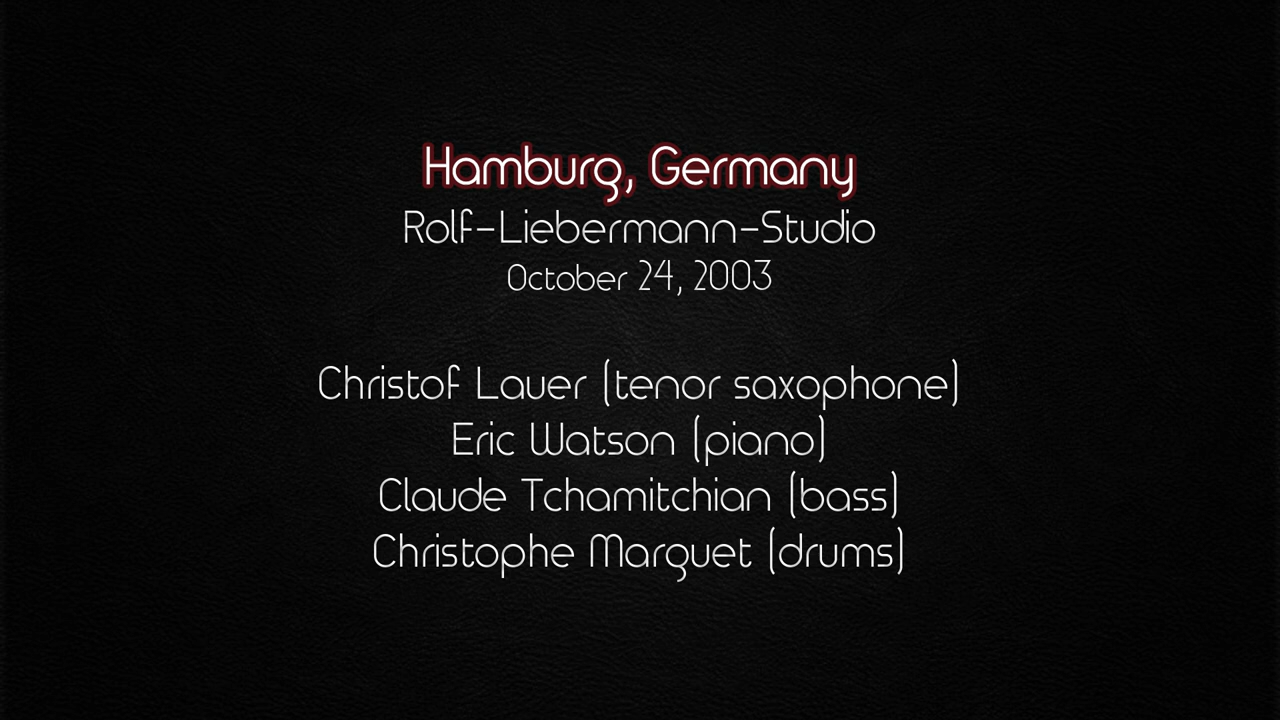 Hamburg, Germany
Rolf-Liebermann-Studio
October 24, 2003
Christof Lauer (tenor saxophone)
Eric Watson (piano)
Claude Tchamitchian (bass)
Christophe Marguet (drums)